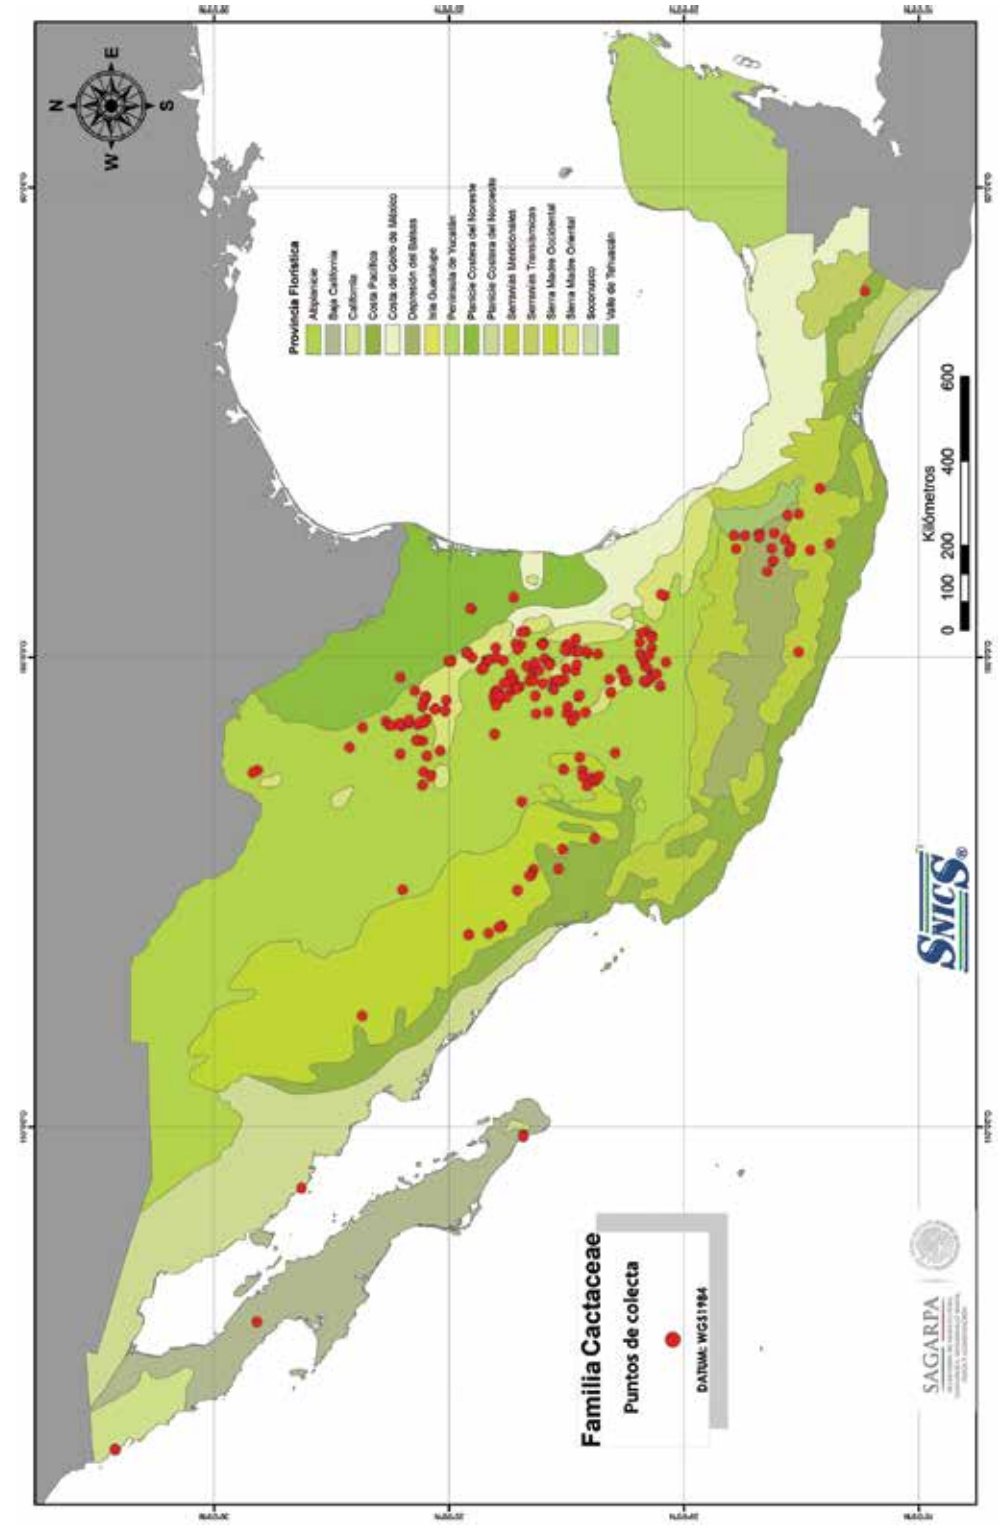 N
W
E
S
Provincia Florística
Altiplanicie
Baja California
California
Costa Pacífica
Costa del Golfo de México
Depresión del Balsas
Isla Guadalupe
Península de Yucatán
Planicie Costera del Noreste
Planicie Costera del Noroeste
Serranías Meridionales
Serranías Transístmicas
Sierra Madre Occidental
Sierra Madre Oriental
Soconusco
Valle de Tehuacán
Familia Cactaceae
Puntos de colecta
DATUM: WGS1984
Kilómetros
0 100 200 400 600
SAGARPA
SNICS®